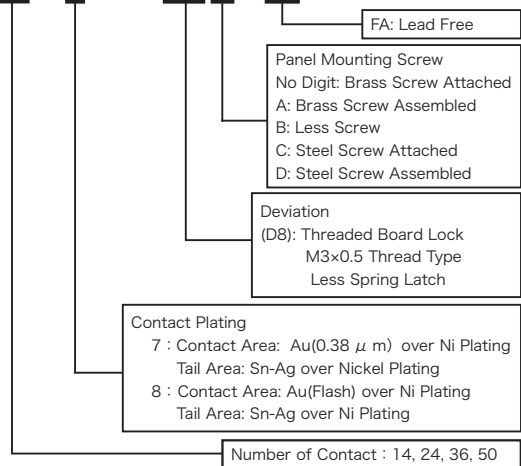 FA: Lead Free
Panel Mounting Screw
No Digit: Brass Screw Attached
A: Brass Screw Assembled
B: Less Screw
C: Steel Screw Attached
D: Steel Screw Assembled
Deviation
(D8): Threaded Board Lock
M3×0.5 Thread Type
Less Spring Latch
Contact Plating
7：Contact Area: Au(0.38 μ m) over Ni Plating
Tail Area: Sn-Ag over Nickel Plating
8：Contact Area: Au(Flash) over Ni Plating
Tail Area: Sn-Ag over Ni Plating
Number of Contact：14, 24, 36, 50